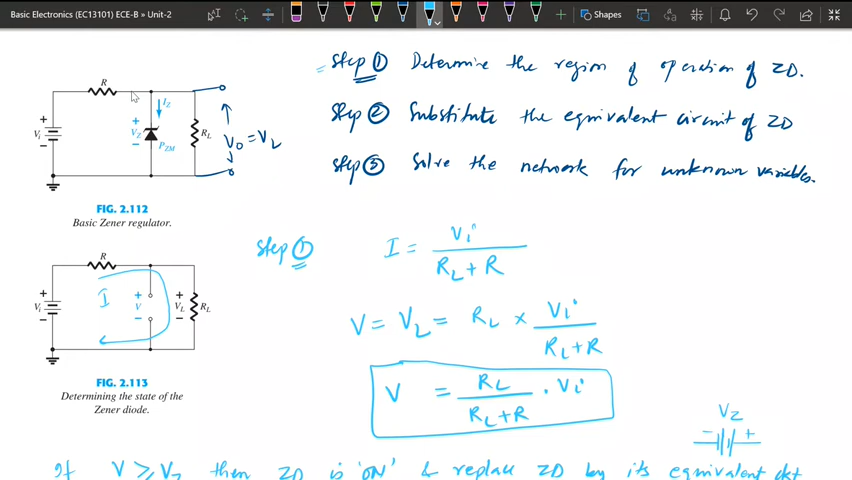 Basic Electronics (EC13101) ECE-B » Unit-2
Shapes
Step ① Determine the region of operation of ZD.
Step ② Substitute the equivalent circuit of ZD
Step ③ Solve the network for unknown variables.
R
+ Vi −
IZ
+ VZ −
PZM
RL
Vo = VL
FIG. 2.112
Basic Zener regulator.
Step ①
I = Vi / (RL + R)
V = VL = RL × Vi / (RL + R)
V = RL / (RL + R) . Vi
R
+ Vi −
I
+ V −
+ VL −
RL
FIG. 2.113
Determining the state of the
Zener diode.
VZ
− +
If V ≥ VZ then ZD is 'ON' & replace ZD by its equivalent ckt